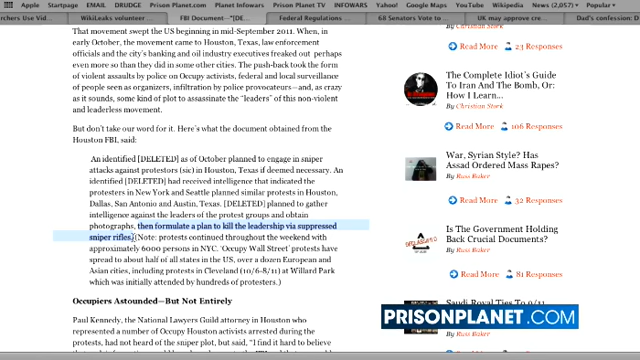 Apple Startpage EMAIL DRUDGE Prison Planet.com Planet Infowars Prison Planet TV INFOWARS Yahoo! Google Maps YouTube Wikipedia News (2,057) Popular
archers Use ...
WikiLeaks volunteer ...
FBI Document—"[DE...
Federal Regulations ...
68 Senators Vote to ...
UK may approve cre...
Dad's confession: D...
That movement swept the US beginning in mid-September 2011. When, in
early October, the movement came to Houston, Texas, law enforcement
officials and the city's banking and oil industry executives freaked out perhaps
even more so than they did in some other cities. The push-back took the form
of violent assaults by police on Occupy activists, federal and local surveillance
of people seen as organizers, infiltration by police provocateurs—and, as crazy
as it sounds, some kind of plot to assassinate the "leaders" of this non-violent
and leaderless movement.
But don't take our word for it. Here's what the document obtained from the
Houston FBI, said:
An identified [DELETED] as of October planned to engage in sniper
attacks against protestors (sic) in Houston, Texas if deemed necessary. An
identified [DELETED] had received intelligence that indicated the
protesters in New York and Seattle planned similar protests in Houston,
Dallas, San Antonio and Austin, Texas. [DELETED] planned to gather
intelligence against the leaders of the protest groups and obtain
photographs, then formulate a plan to kill the leadership via suppressed
sniper rifles. (Note: protests continued throughout the weekend with
approximately 6000 persons in NYC. 'Occupy Wall Street' protests have
spread to about half of all states in the US, over a dozen European and
Asian cities, including protests in Cleveland (10/6-8/11) at Willard Park
which was initially attended by hundreds of protesters.)
Occupiers Astounded—But Not Entirely
Paul Kennedy, the National Lawyers Guild attorney in Houston who
represented a number of Occupy Houston activists arrested during the
protests, had not heard of the sniper plot, but said, "I find it hard to believe
By Christian Stork
Read More 23 Responses
The Complete Idiot's Guide
To Iran And The Bomb, Or:
How I Learn...
By Christian Stork
Read More 106 Responses
War, Syrian Style? Has
Assad Ordered Mass Rapes?
By Russ Baker
Read More 32 Responses
Is The Government Holding
Back Crucial Documents?
By Russ Baker
Read More 81 Responses
Saudi Royal Ties To 9/11
By Russ Baker
PRISONPLANET.COM